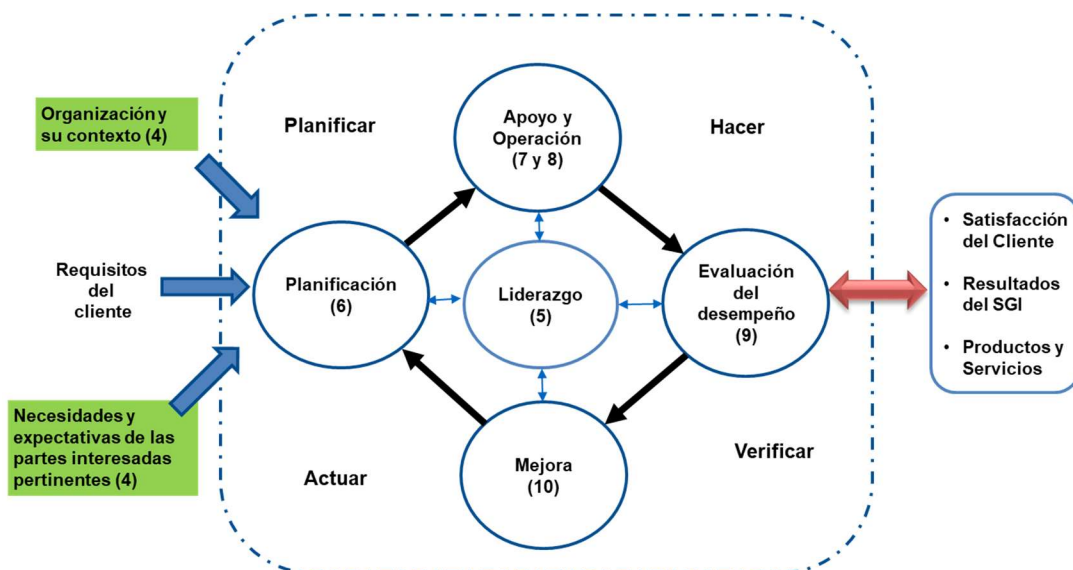 Organización y
su contexto (4)
Planificar
Apoyo y
Operación
(7 y 8)
Hacer
Requisitos
del
cliente
Planificación
(6)
Liderazgo
(5)
Evaluación
del
desempeño
(9)
• Satisfacción
del Cliente
• Resultados
del SGI
• Productos y
Servicios
Necesidades y
expectativas de las
partes interesadas
pertinentes (4)
Actuar
Mejora
(10)
Verificar